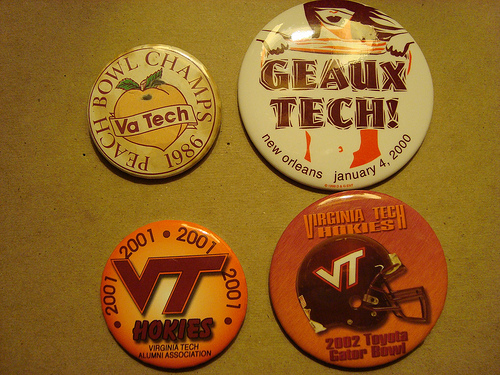 PEACH BOWL CHAMPS
Va Tech
1986
GEAUX
TECH!
new orleans january 4, 2000
2001 • 2001 • 2001 • 2001 •
VT
HOKIES
VIRGINIA TECH
ALUMNI ASSOCIATION
VIRGINIA TECH
HOKIES
VT
2002 Toyota
Gator Bowl